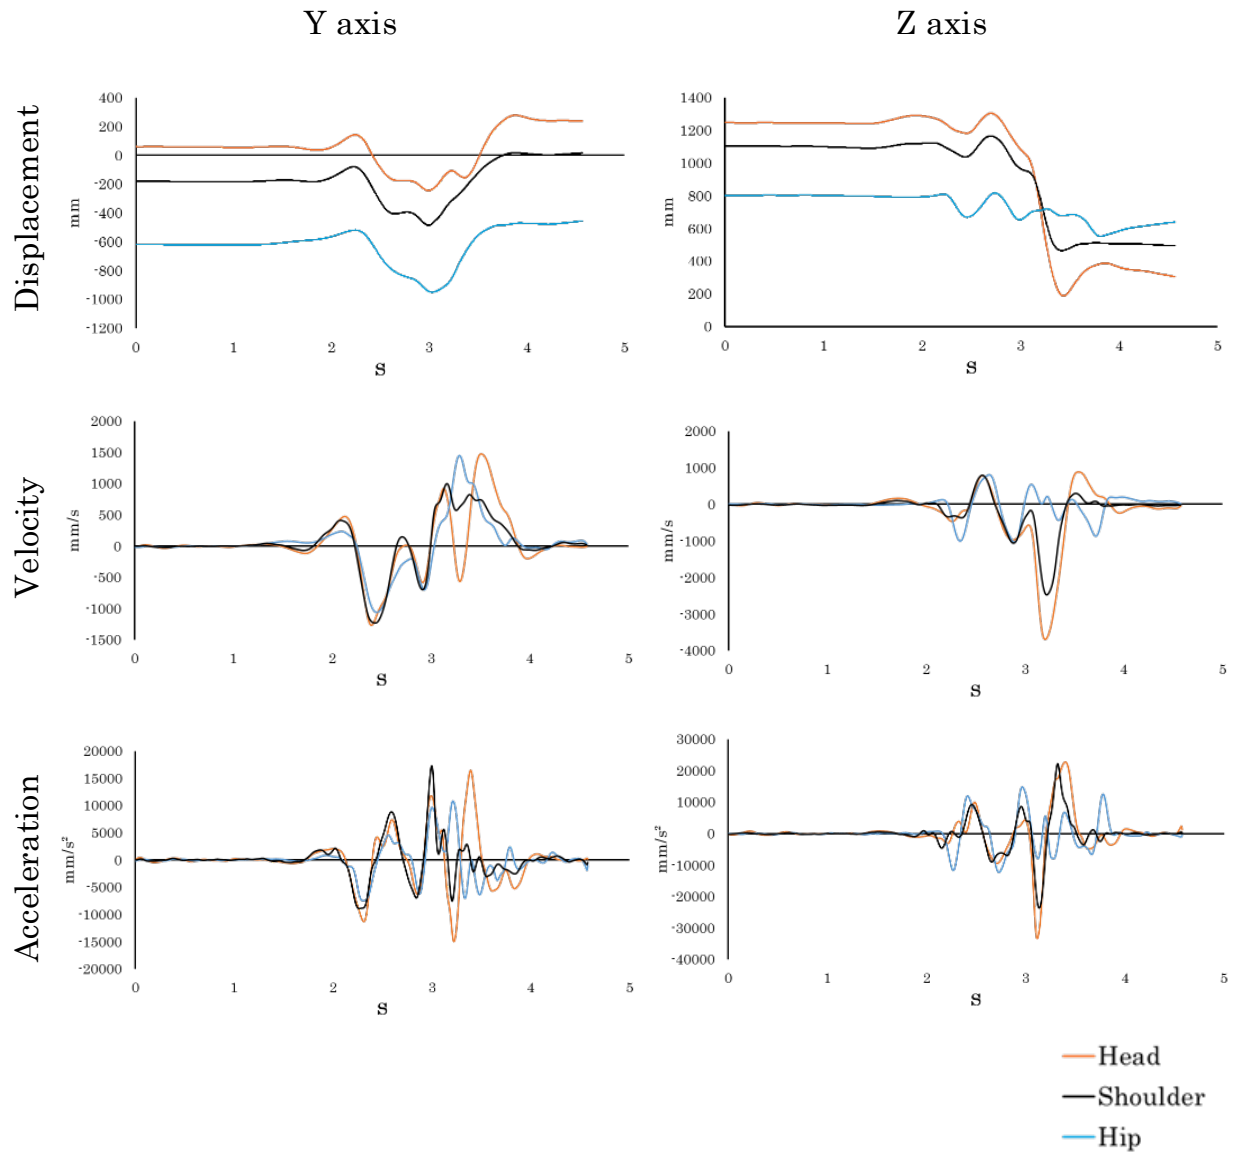 Y axis
Z axis
Displacement
mm
400
200
0
-200
-400
-600
-800
-1000
-1200
0 1 2 3 4 5
s
mm
1400
1200
1000
800
600
400
200
0
0 1 2 3 4 5
s
Velocity
mm/s
2000
1500
1000
500
0
-500
-1000
-1500
0 1 2 3 4 5
s
mm/s
2000
1000
0
-1000
-2000
-3000
-4000
0 1 2 3 4 5
s
Acceleration
mm/s²
20000
15000
10000
5000
0
-5000
-10000
-15000
-20000
0 1 2 3 4 5
s
mm/s²
30000
20000
10000
0
-10000
-20000
-30000
-40000
0 1 2 3 4 5
s
Head
Shoulder
Hip